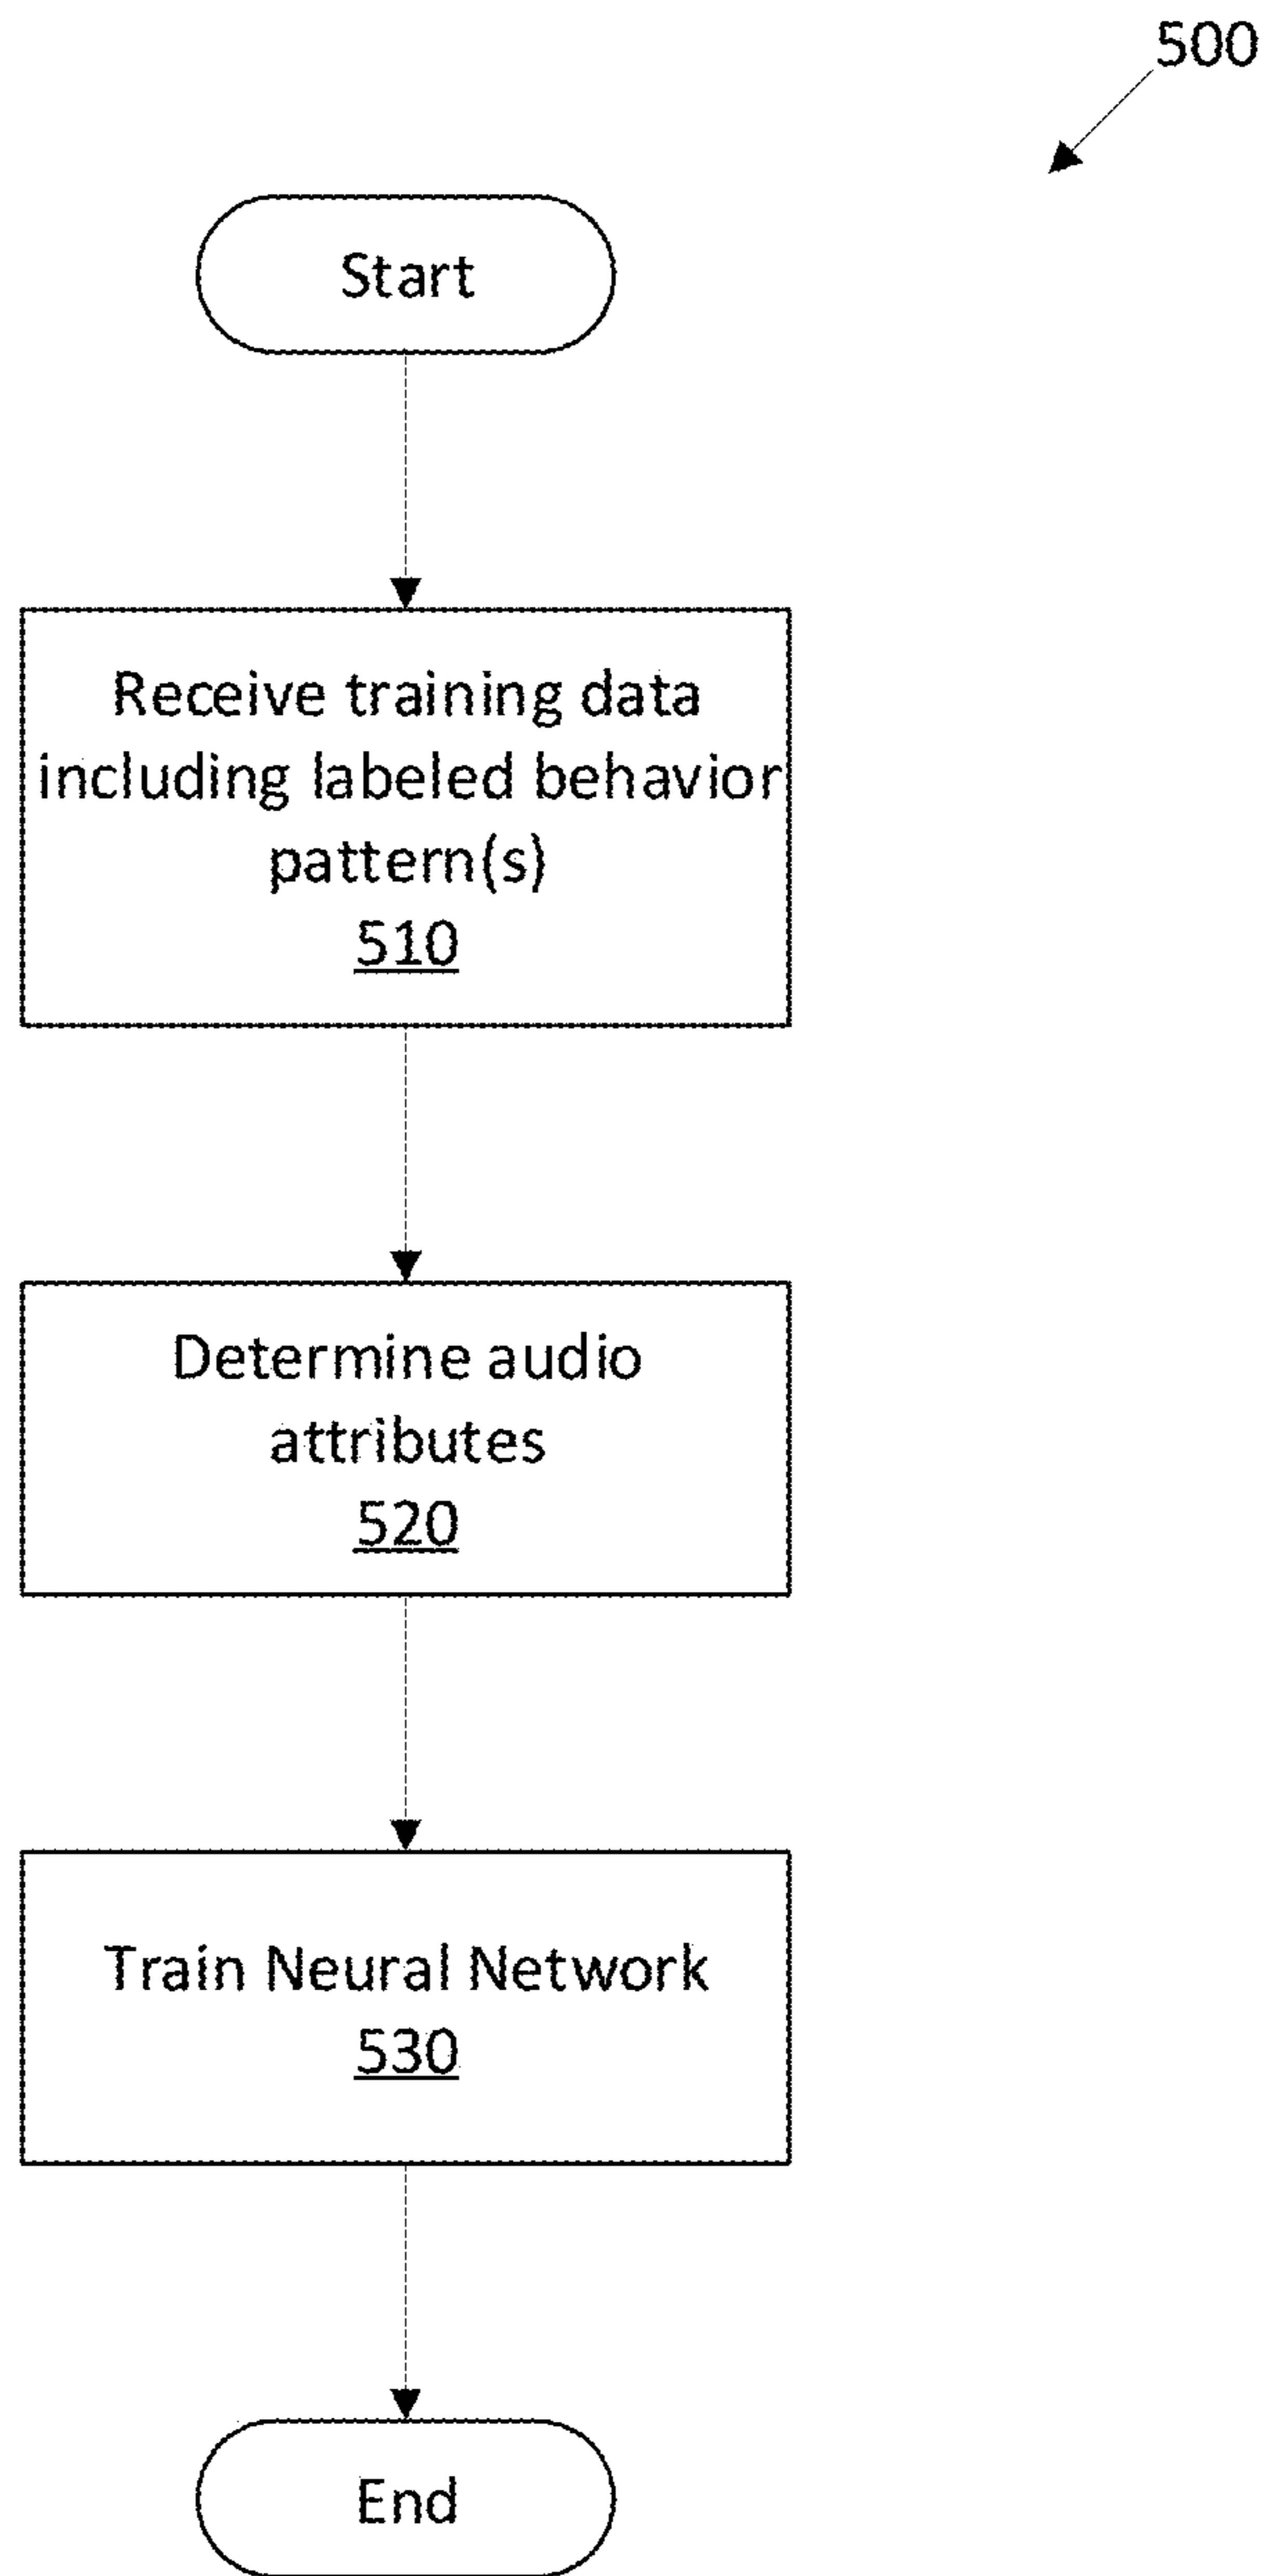 500
Start
Receive training data
including labeled behavior
pattern(s)
510
Determine audio
attributes
520
Train Neural Network
530
End